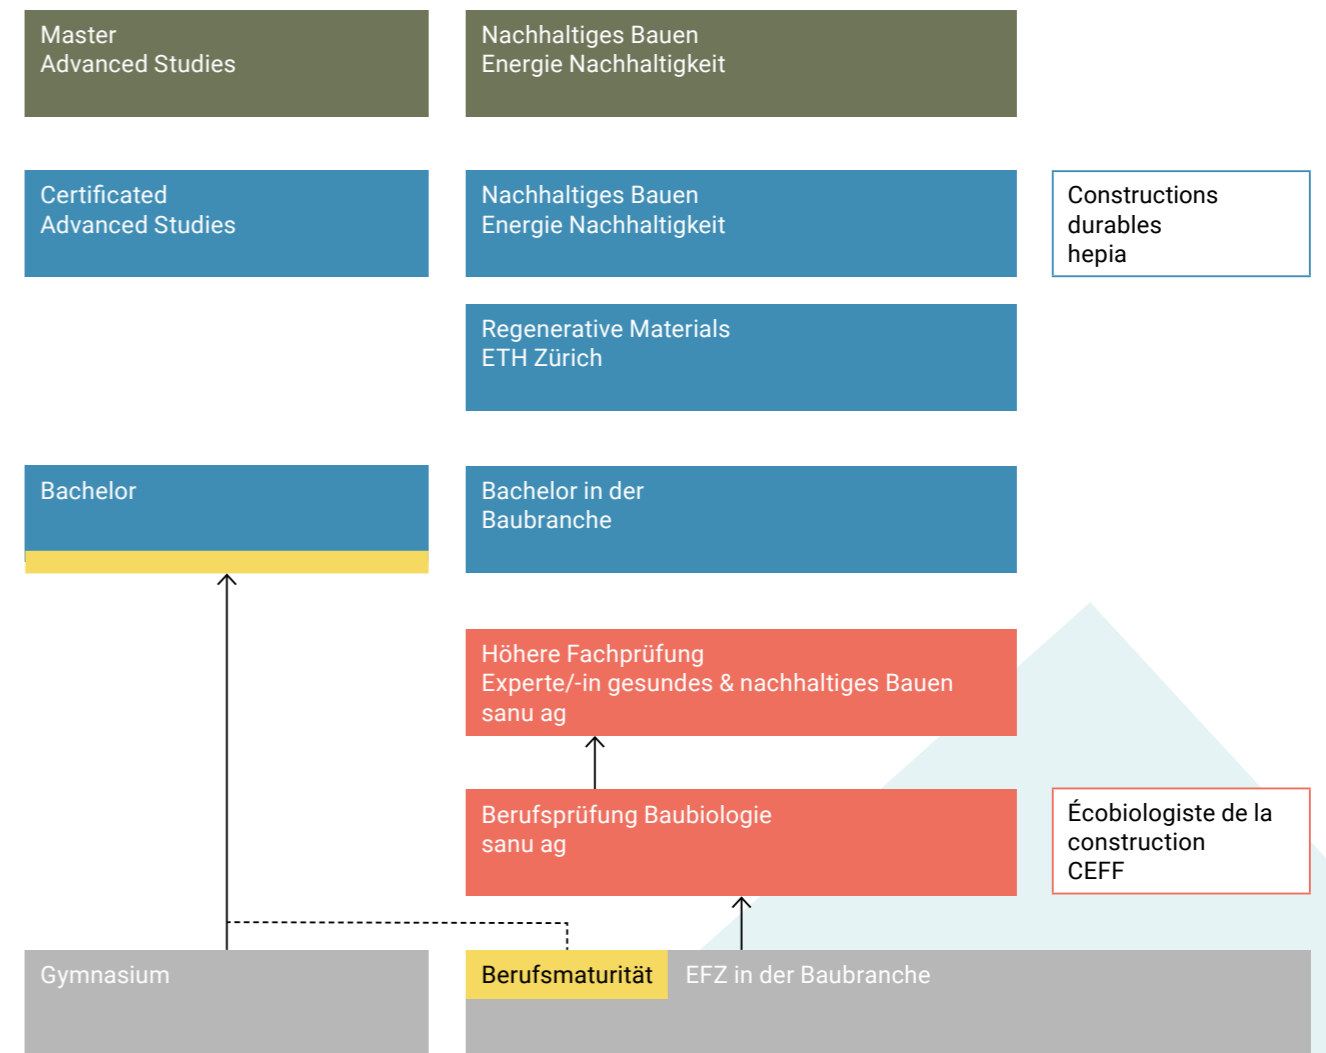 Master
Advanced Studies
Nachhaltiges Bauen
Energie Nachhaltigkeit
Certificated
Advanced Studies
Nachhaltiges Bauen
Energie Nachhaltigkeit
Constructions
durables
hepia
Regenerative Materials
ETH Zürich
Bachelor
Bachelor in der
Baubranche
Höhere Fachprüfung
Experte/-in gesundes & nachhaltiges Bauen
sanu ag
Berufsprüfung Baubiologie
sanu ag
Écobiologiste de la
construction
CEFF
Gymnasium
Berufsmaturität
EFZ in der Baubranche